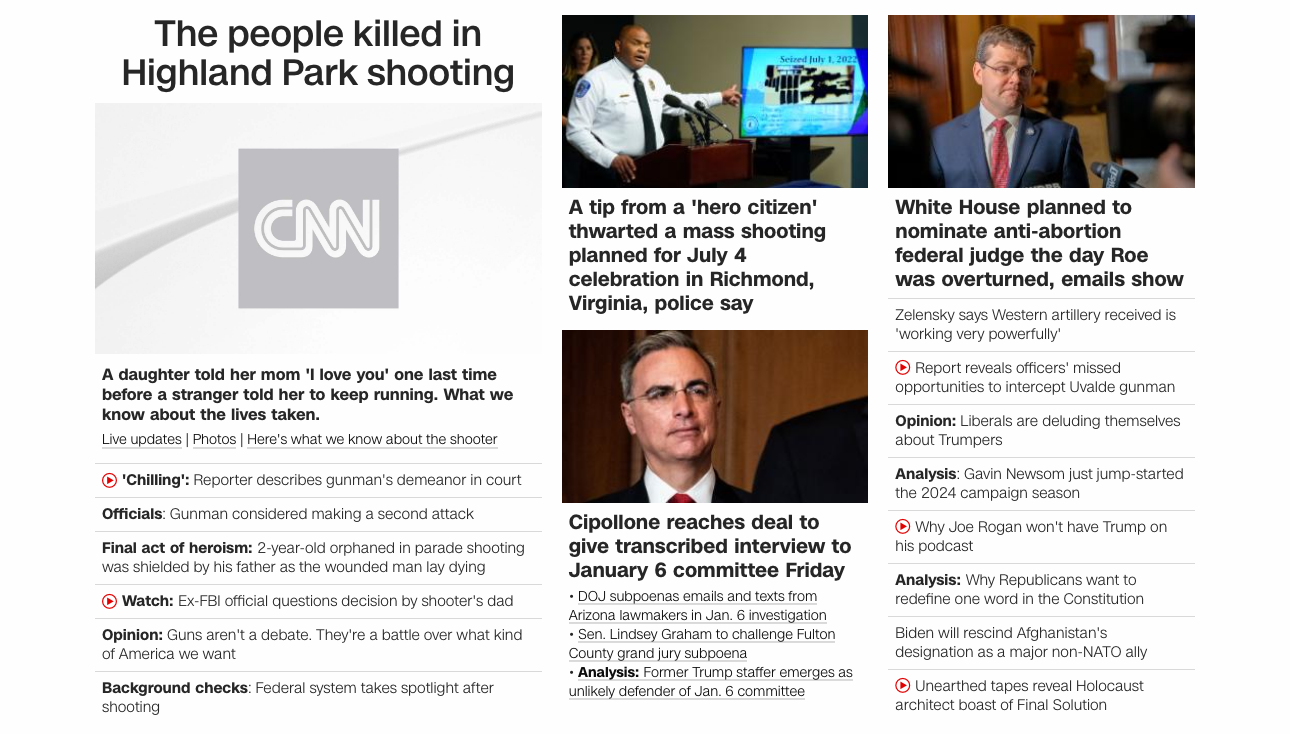 The people killed in
Highland Park shooting
CNN
A daughter told her mom 'I love you' one last time
before a stranger told her to keep running. What we
know about the lives taken.
Live updates | Photos | Here's what we know about the shooter
'Chilling': Reporter describes gunman's demeanor in court
Officials: Gunman considered making a second attack
Final act of heroism: 2-year-old orphaned in parade shooting
was shielded by his father as the wounded man lay dying
Watch: Ex-FBI official questions decision by shooter's dad
Opinion: Guns aren't a debate. They're a battle over what kind
of America we want
Background checks: Federal system takes spotlight after
shooting
Seized July 1, 2022
A tip from a 'hero citizen'
thwarted a mass shooting
planned for July 4
celebration in Richmond,
Virginia, police say
Cipollone reaches deal to
give transcribed interview to
January 6 committee Friday
• DOJ subpoenas emails and texts from
Arizona lawmakers in Jan. 6 investigation
• Sen. Lindsey Graham to challenge Fulton
County grand jury subpoena
• Analysis: Former Trump staffer emerges as
unlikely defender of Jan. 6 committee
White House planned to
nominate anti-abortion
federal judge the day Roe
was overturned, emails show
Zelensky says Western artillery received is
'working very powerfully'
Report reveals officers' missed
opportunities to intercept Uvalde gunman
Opinion: Liberals are deluding themselves
about Trumpers
Analysis: Gavin Newsom just jump-started
the 2024 campaign season
Why Joe Rogan won't have Trump on
his podcast
Analysis: Why Republicans want to
redefine one word in the Constitution
Biden will rescind Afghanistan's
designation as a major non-NATO ally
Unearthed tapes reveal Holocaust
architect boast of Final Solution